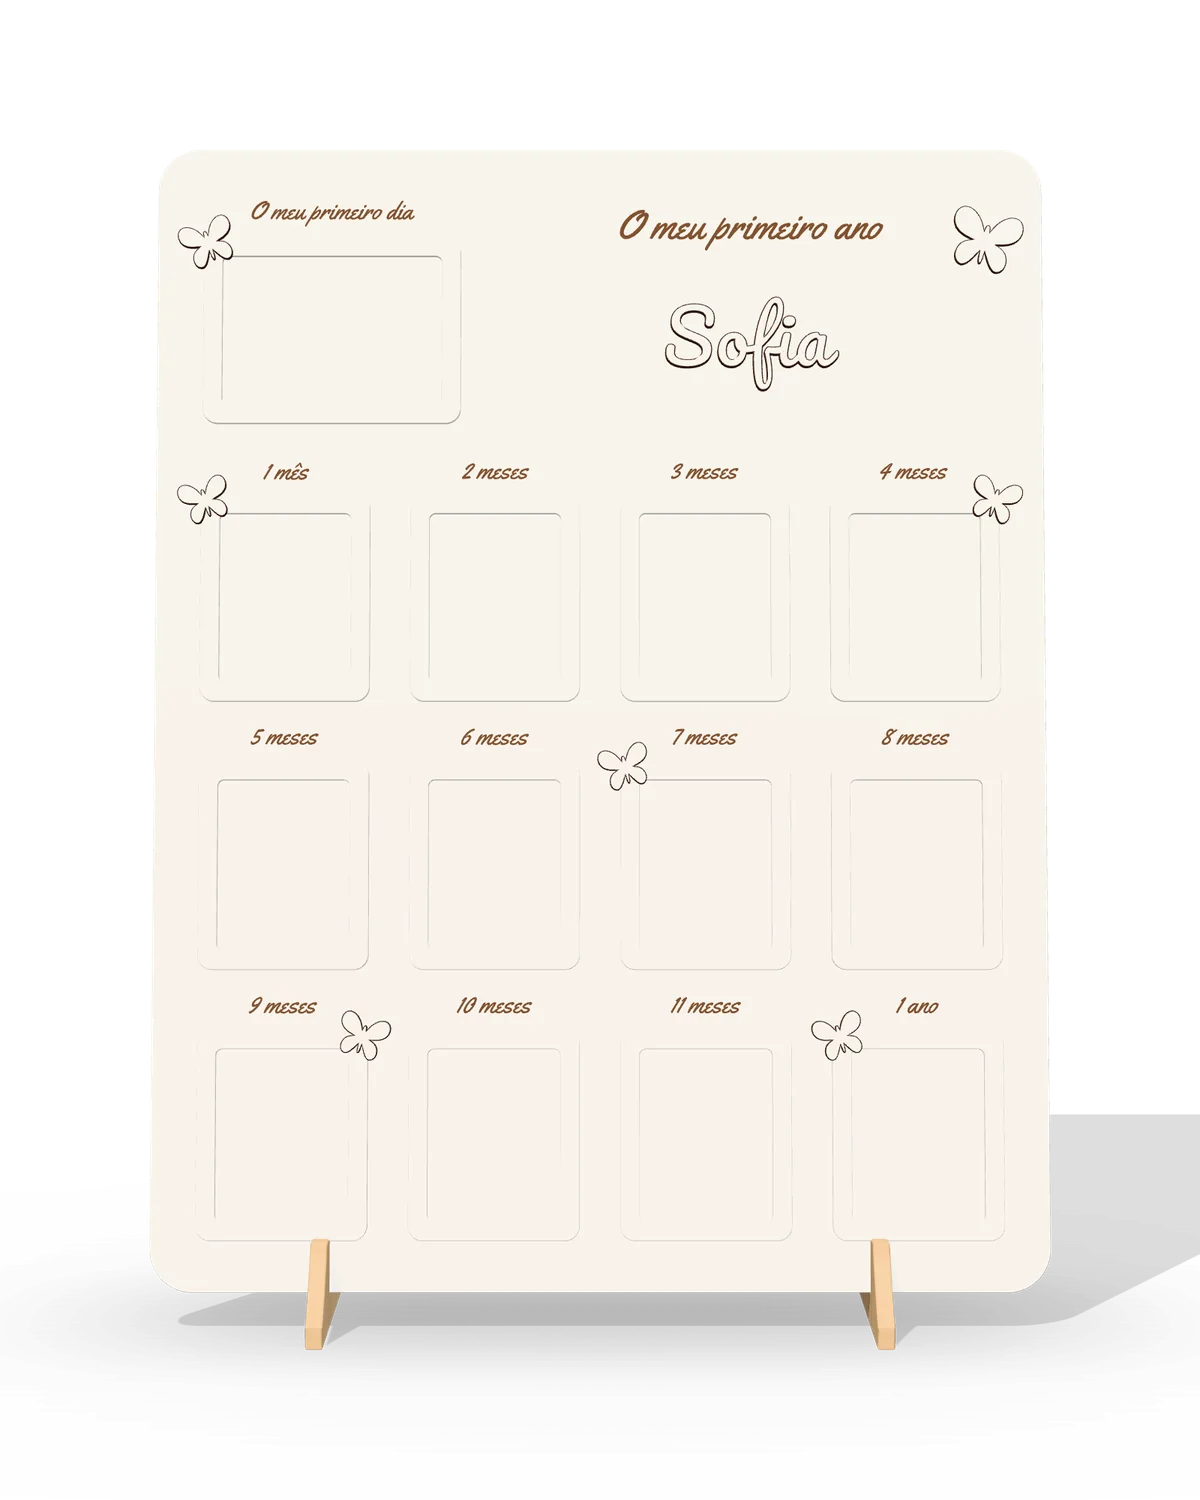 O meu primeiro dia
O meu primeiro ano
Sofia
1 mês
2 meses
3 meses
4 meses
5 meses
6 meses
7 meses
8 meses
9 meses
10 meses
11 meses
1 ano